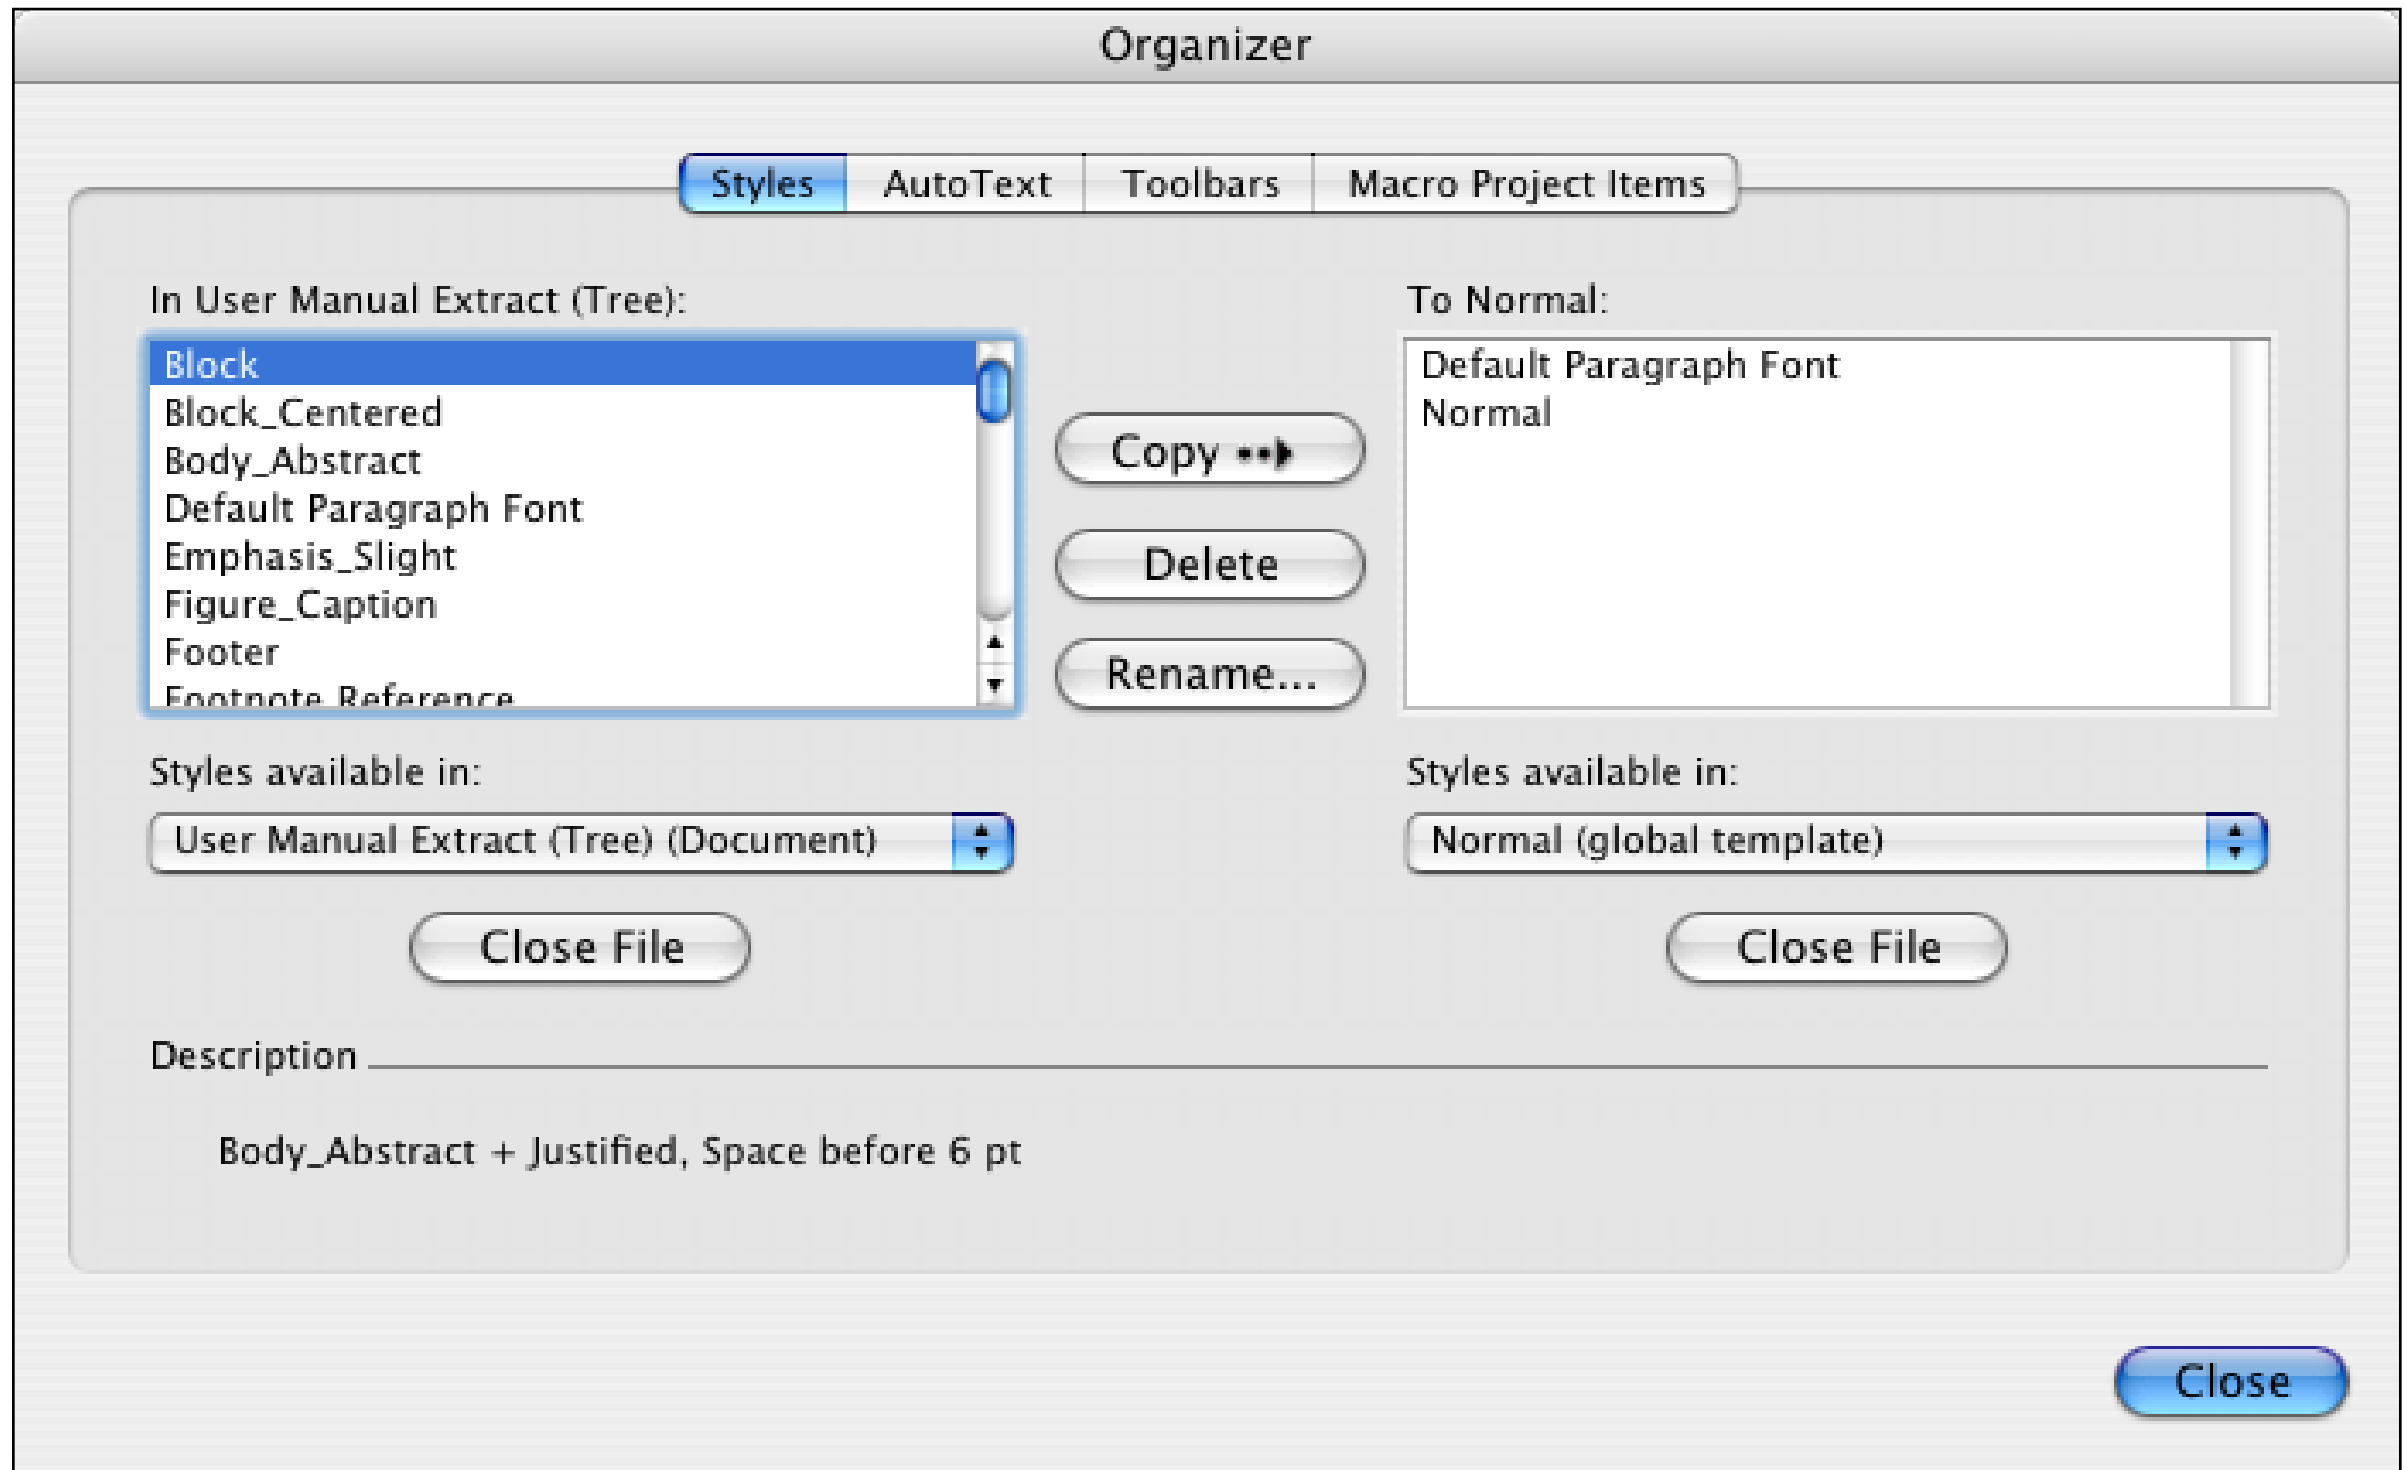 Organizer
Styles AutoText Toolbars Macro Project Items
In User Manual Extract (Tree):
Block
Block_Centered
Body_Abstract
Default Paragraph Font
Emphasis_Slight
Figure_Caption
Footer
Footnote Reference
Styles available in:
User Manual Extract (Tree) (Document)
Close File
Copy
Delete
Rename...
To Normal:
Default Paragraph Font
Normal
Styles available in:
Normal (global template)
Close File
Description
Body_Abstract + Justified, Space before 6 pt
Close